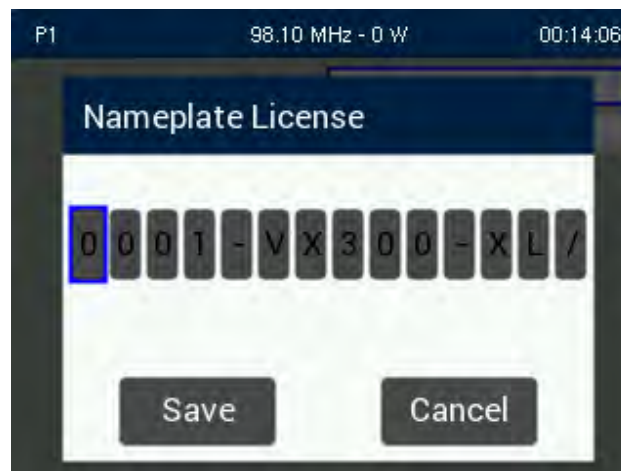 P1 98.10 MHz - 0 W 00:14:06
Nameplate License
0001-VX300-XL/
Save Cancel